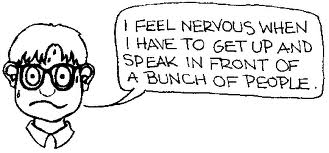 I FEEL NERVOUS WHEN
I HAVE TO GET UP AND
SPEAK IN FRONT OF
A BUNCH OF PEOPLE.